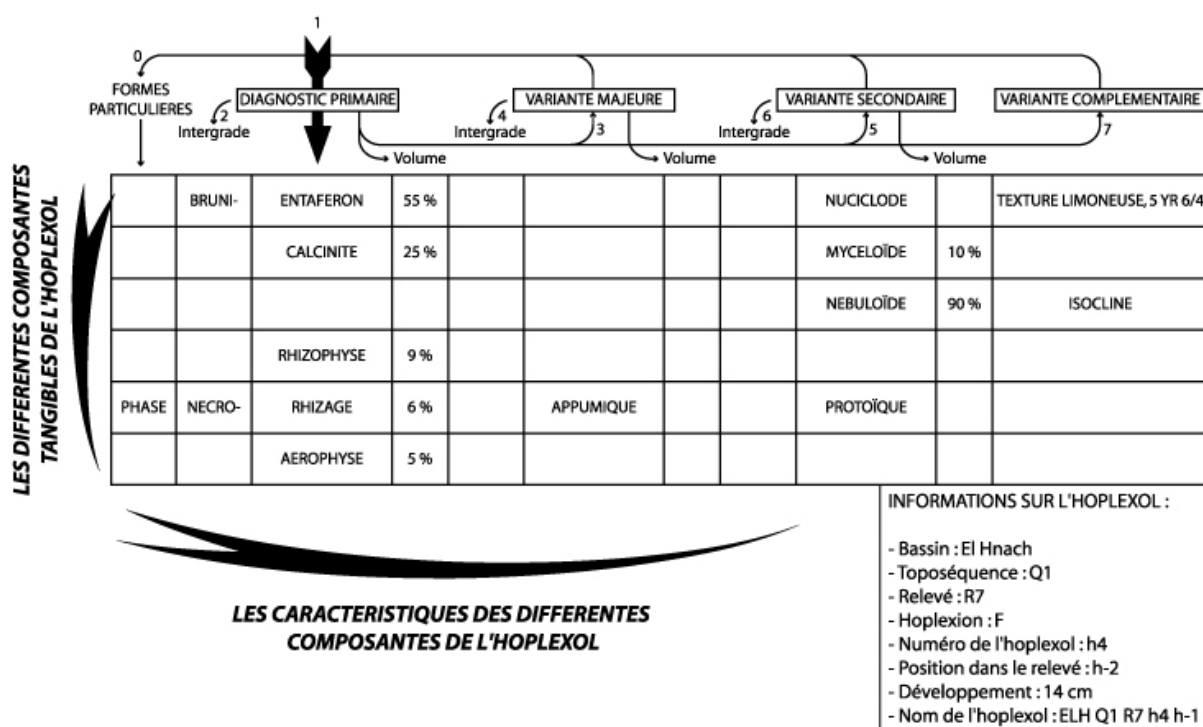 1
0
FORMES
PARTICULIERES
2
Intergrade
DIAGNOSTIC PRIMAIRE
Volume
4
Intergrade
VARIANTE MAJEURE
3
Volume
6
Intergrade
VARIANTE SECONDAIRE
5
Volume
VARIANTE COMPLEMENTAIRE
7
LES DIFFERENTES COMPOSANTES
TANGIBLES DE L'HOPLEXOL
BRUNI- ENTAFERON 55 % NUCICLODE TEXTURE LIMONEUSE, 5 YR 6/4
CALCINITE 25 % MYCELOÏDE 10 %
NEBULOÏDE 90 % ISOCLINE
RHIZOPHYSE 9 %
PHASE NECRO- RHIZAGE 6 % APPUMIQUE PROTOÏQUE
AEROPHYSE 5 %
LES CARACTERISTIQUES DES DIFFERENTES
COMPOSANTES DE L'HOPLEXOL
INFORMATIONS SUR L'HOPLEXOL :
- Bassin : El Hnach
- Toposéquence : Q1
- Relevé : R7
- Hoplexion : F
- Numéro de l'hoplexol : h4
- Position dans le relevé : h-2
- Développement : 14 cm
- Nom de l'hoplexol : ELH Q1 R7 h4 h-1